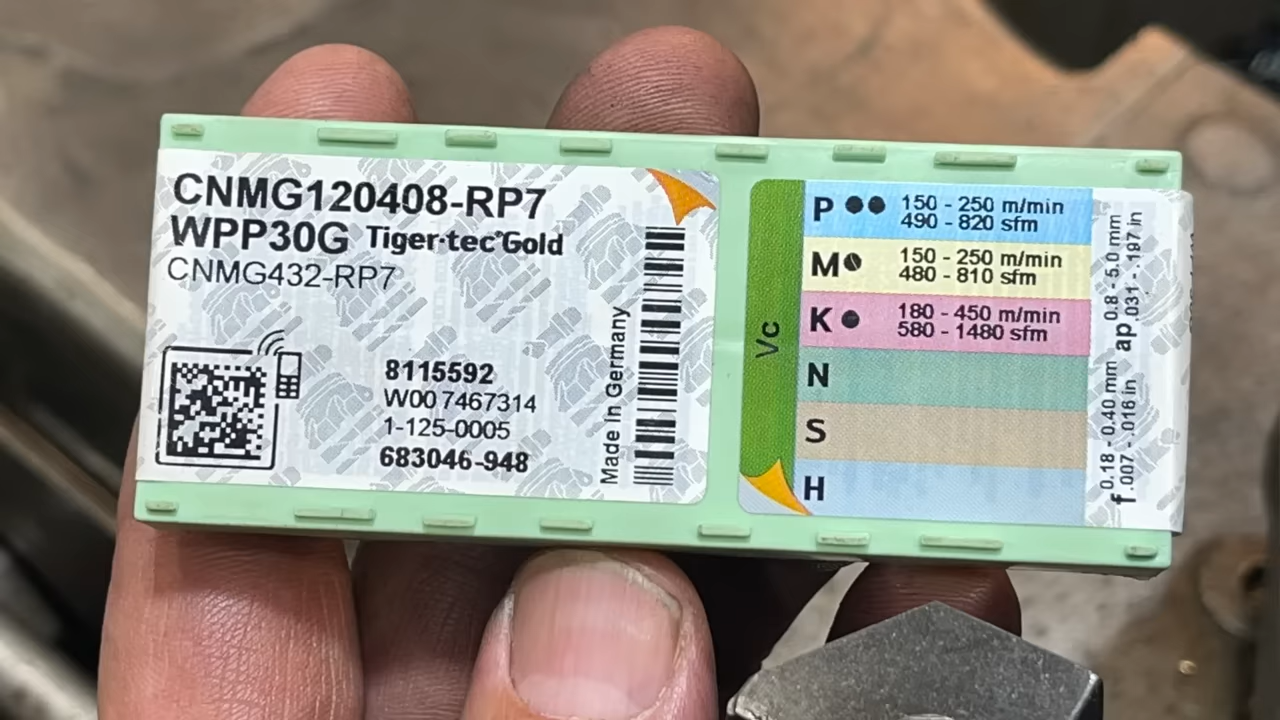 CNMG120408-RP7
WPP30G Tiger·tec® Gold
CNMG432-RP7
8115592
W00 7467314
1-125-0005
683046-948
Made in Germany
Vc
P 150 - 250 m/min
490 - 820 sfm
M 150 - 250 m/min
480 - 810 sfm
K 180 - 450 m/min
580 - 1480 sfm
N
S
H
f 0.18 - 0.40 mm ap 0.8 - 5.0 mm
.007 - .016 in .031 - .197 in